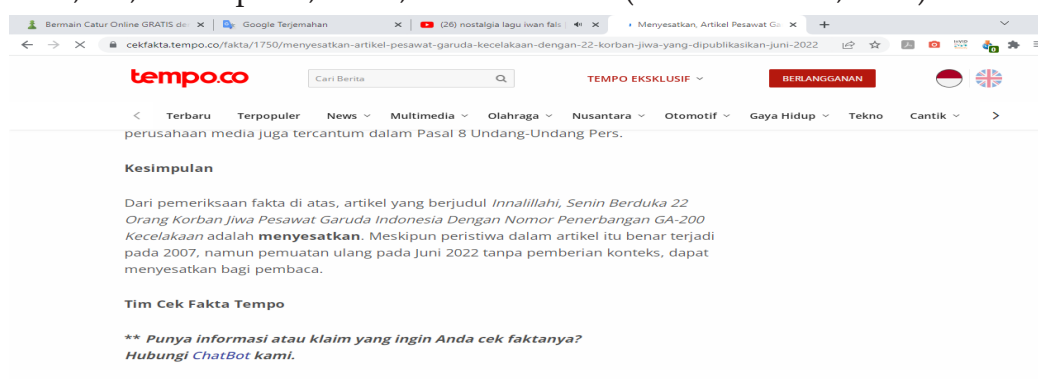 Bermain Catur Online GRATIS de
Google Terjemahan
(26) nostalgia lagu iwan fals
Menyesatkan, Artikel Pesawat Ga
cekfakta.tempo.co/fakta/1750/menyesatkan-artikel-pesawat-garuda-kecelakaan-dengan-22-korban-jiwa-yang-dipublikasikan-juni-2022
tempo.co
Cari Berita
TEMPO EKSKLUSIF
BERLANGGANAN
Terbaru Terpopuler News Multimedia Olahraga Nusantara Otomotif Gaya Hidup Tekno Cantik
perusahaan media juga tercantum dalam Pasal 8 Undang-Undang Pers.
Kesimpulan
Dari pemeriksaan fakta di atas, artikel yang berjudul Innalillahi, Senin Berduka 22
Orang Korban Jiwa Pesawat Garuda Indonesia Dengan Nomor Penerbangan GA-200
Kecelakaan adalah menyesatkan. Meskipun peristiwa dalam artikel itu benar terjadi
pada 2007, namun pemuatan ulang pada Juni 2022 tanpa pemberian konteks, dapat
menyesatkan bagi pembaca.
Tim Cek Fakta Tempo
** Punya informasi atau klaim yang ingin Anda cek faktanya?
Hubungi ChatBot kami.